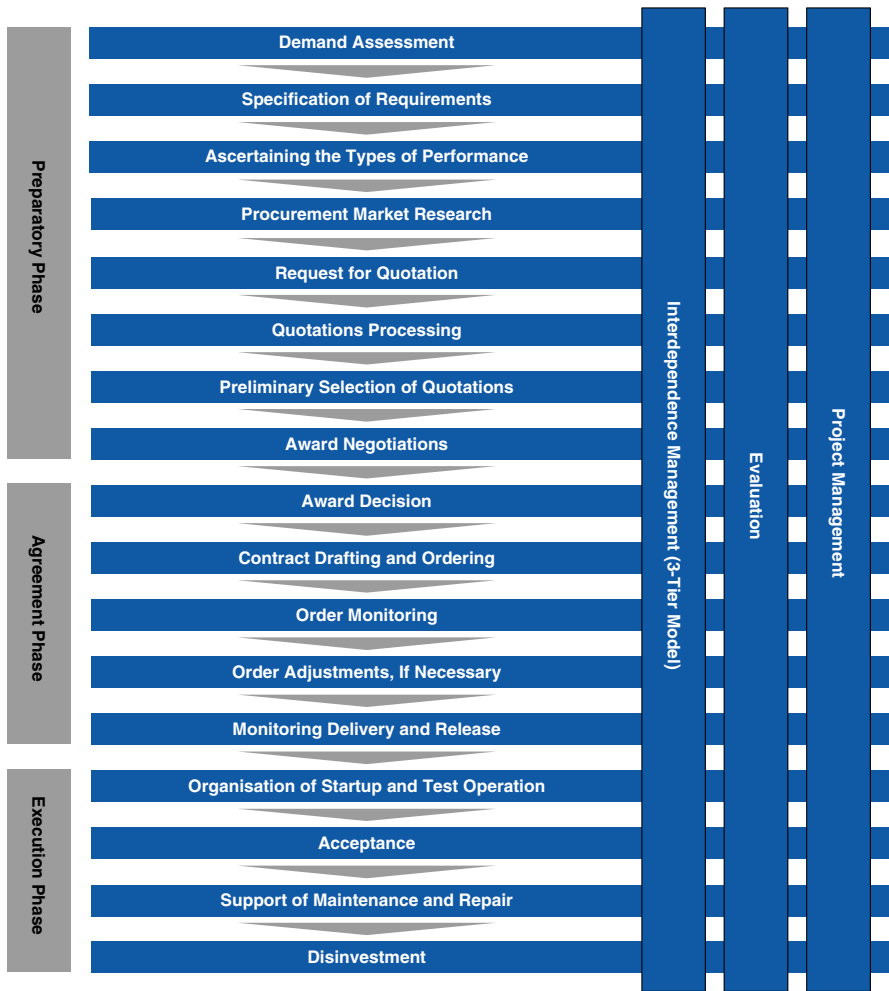 Preparatory Phase
Demand Assessment
Specification of Requirements
Ascertaining the Types of Performance
Procurement Market Research
Request for Quotation
Quotations Processing
Preliminary Selection of Quotations
Award Negotiations
Agreement Phase
Award Decision
Contract Drafting and Ordering
Order Monitoring
Order Adjustments, If Necessary
Monitoring Delivery and Release
Execution Phase
Organisation of Startup and Test Operation
Acceptance
Support of Maintenance and Repair
Disinvestment
Interdependence Management (3-Tier Model)
Evaluation
Project Management